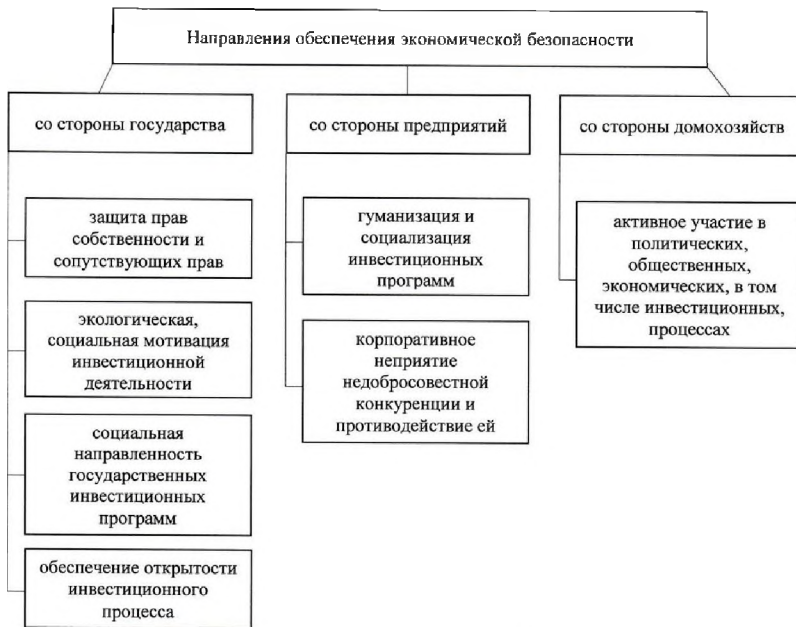 Направления обеспечения экономической безопасности
со стороны государства
защита прав
собственности и
сопутствующих прав
экологическая,
социальная мотивация
инвестиционной
деятельности
социальная
направленность
государственных
инвестиционных
программ
обеспечение открытости
инвестиционного
процесса
со стороны предприятий
гуманизация и
социализация
инвестиционных
программ
корпоративное
неприятие
недобросовестной
конкуренции и
противодействие ей
со стороны домохозяйств
активное участие в
политических,
общественных,
экономических, в том
числе инвестиционных,
процессах